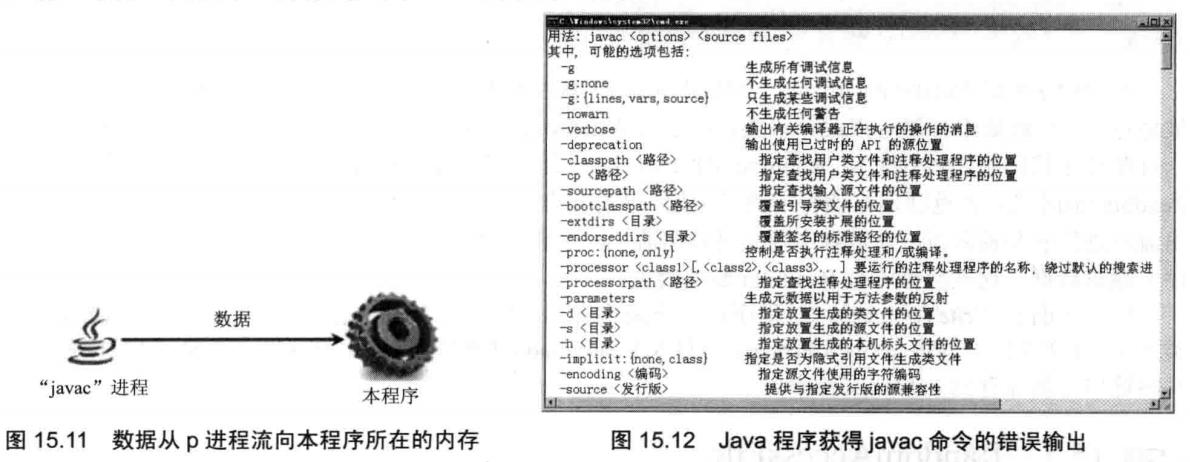 数据
“javac”进程
本程序
图 15.11 数据从 p 进程流向本程序所在的内存
C:\Windows\system32\cmd.exe
用法: javac <options> <source files>
其中, 可能的选项包括:
-g 生成所有调试信息
-g:none 不生成任何调试信息
-g:{lines,vars,source} 只生成某些调试信息
-nowarn 不生成任何警告
-verbose 输出有关编译器正在执行的操作的消息
-deprecation 输出使用已过时的 API 的源位置
-classpath <路径> 指定查找用户类文件和注释处理程序的位置
-cp <路径> 指定查找用户类文件和注释处理程序的位置
-sourcepath <路径> 指定查找输入源文件的位置
-bootclasspath <路径> 覆盖引导类文件的位置
-extdirs <目录> 覆盖所安装扩展的位置
-endorseddirs <目录> 覆盖签名的标准路径的位置
-proc:{none,only} 控制是否执行注释处理和/或编译。
-processor <class1>[,<class2>,<class3>...] 要运行的注释处理程序的名称, 绕过默认的搜索进
-processorpath <路径> 指定查找注释处理程序的位置
-parameters 生成元数据以用于方法参数的反射
-d <目录> 指定放置生成的类文件的位置
-s <目录> 指定放置生成的源文件的位置
-h <目录> 指定放置生成的本机标头文件的位置
-implicit:{none,class} 指定是否为隐式引用文件生成类文件
-encoding <编码> 指定源文件使用的字符编码
-source <发行版> 提供与指定发行版的源兼容性
图 15.12 Java 程序获得 javac 命令的错误输出